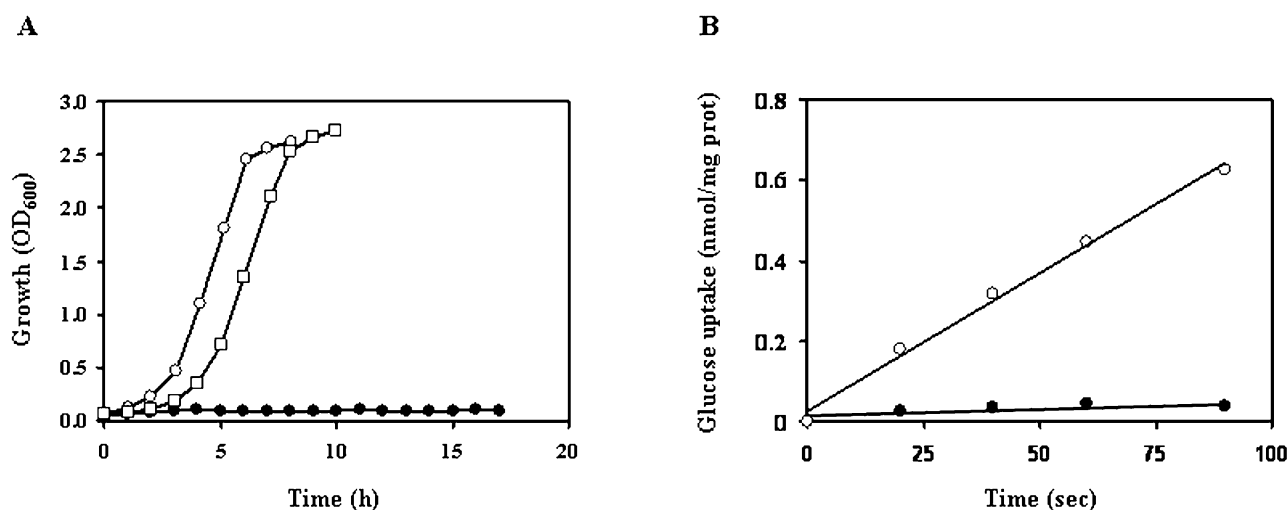 A
Growth (OD600)
3.0
2.5
2.0
1.5
1.0
0.5
0.0
0 5 10 15 20
Time (h)
B
Glucose uptake (nmol/mg prot)
0.8
0.6
0.4
0.2
0
0 25 50 75 100
Time (sec)